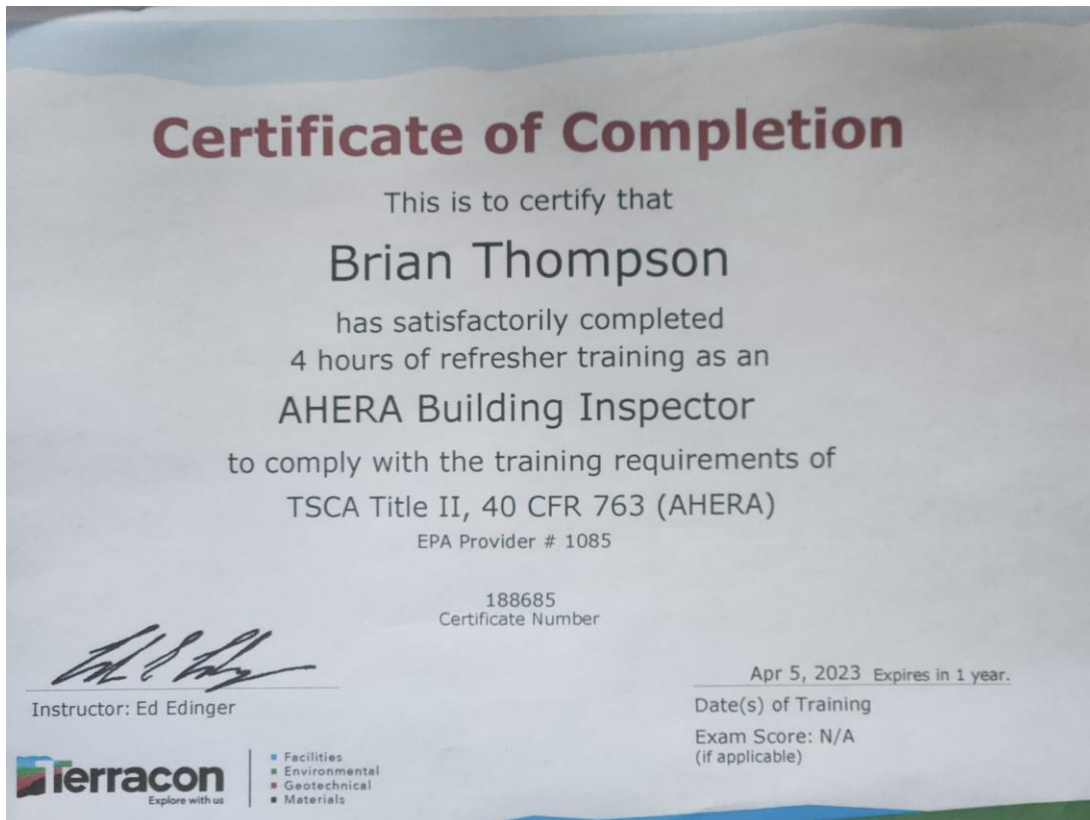 Certificate of Completion
This is to certify that
Brian Thompson
has satisfactorily completed
4 hours of refresher training as an
AHERA Building Inspector
to comply with the training requirements of
TSCA Title II, 40 CFR 763 (AHERA)
EPA Provider # 1085
188685
Certificate Number
Instructor: Ed Edinger
Apr 5, 2023 Expires in 1 year.
Date(s) of Training
Exam Score: N/A
(if applicable)
Terracon
Explore with us
Facilities
Environmental
Geotechnical
Materials